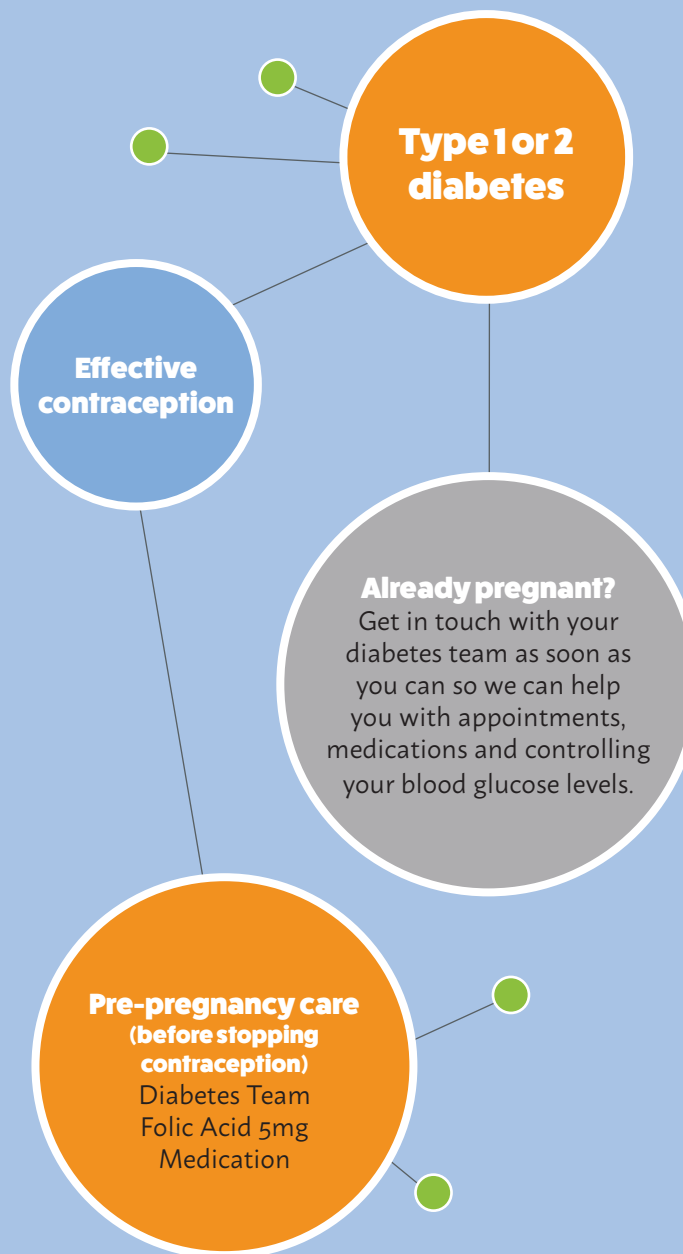 Type 1 or 2
diabetes
Effective
contraception
Already pregnant?
Get in touch with your
diabetes team as soon as
you can so we can help
you with appointments,
medications and controlling
your blood glucose levels.
Pre-pregnancy care
(before stopping
contraception)
Diabetes Team
Folic Acid 5mg
Medication